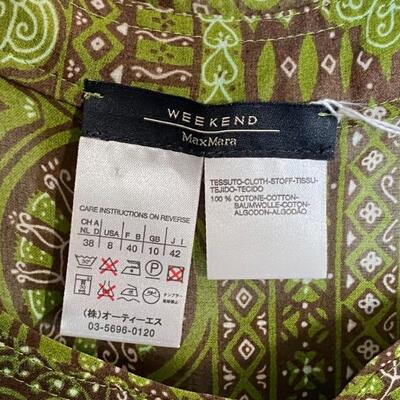 WEEKEND
MaxMara
CARE INSTRUCTIONS ON REVERSE
CH A
NL D USA F B GB J I
38 8 40 10 42
(株)オーティーエス
03-5696-0120
TESSUTO-CLOTH-STOFF-TISSU-
TEJIDO-TECIDO
100 % COTONE-COTTON-
BAUMWOLLE-COTON-
ALGODON-ALGODÃO